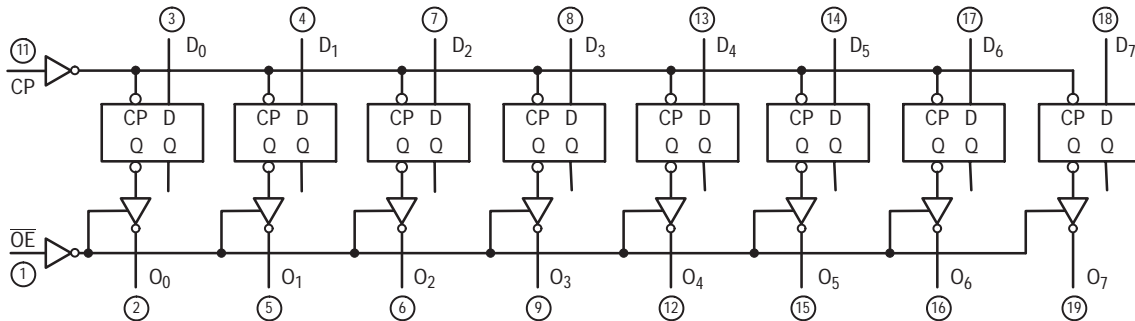 3 4 7 8 13 14 17 18
11 D0 D1 D2 D3 D4 D5 D6 D7
CP
CP D CP D CP D CP D CP D CP D CP D CP D
Q Q Q Q Q Q Q Q Q Q Q Q Q Q Q Q
OE
1 O0 O1 O2 O3 O4 O5 O6 O7
2 5 6 9 12 15 16 19